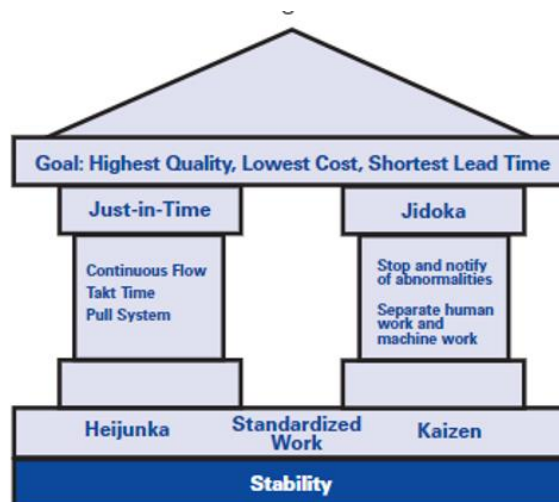 Goal: Highest Quality, Lowest Cost, Shortest Lead Time
Just-in-Time
Jidoka
Continuous Flow
Takt Time
Pull System
Stop and notify
of abnormalities
Separate human
work and
machine work
Heijunka
Standardized
Work
Kaizen
Stability